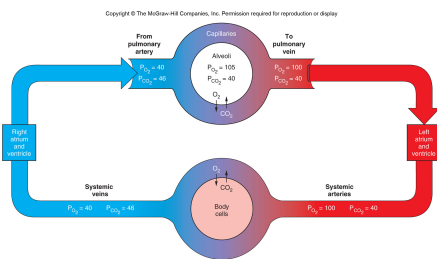 Copyright © The McGraw-Hill Companies, Inc. Permission required for reproduction or display
From
pulmonary
artery
Capillaries
To
pulmonary
vein
Alveoli
PO2 = 40
PCO2 = 46
PO2 = 105
PCO2 = 40
PO2 = 100
PCO2 = 40
O2
CO2
Right
atrium
and
ventricle
Left
atrium
and
ventricle
O2
CO2
Systemic
veins
Body
cells
Systemic
arteries
PO2 = 40 PCO2 = 46
PO2 = 100 PCO2 = 40